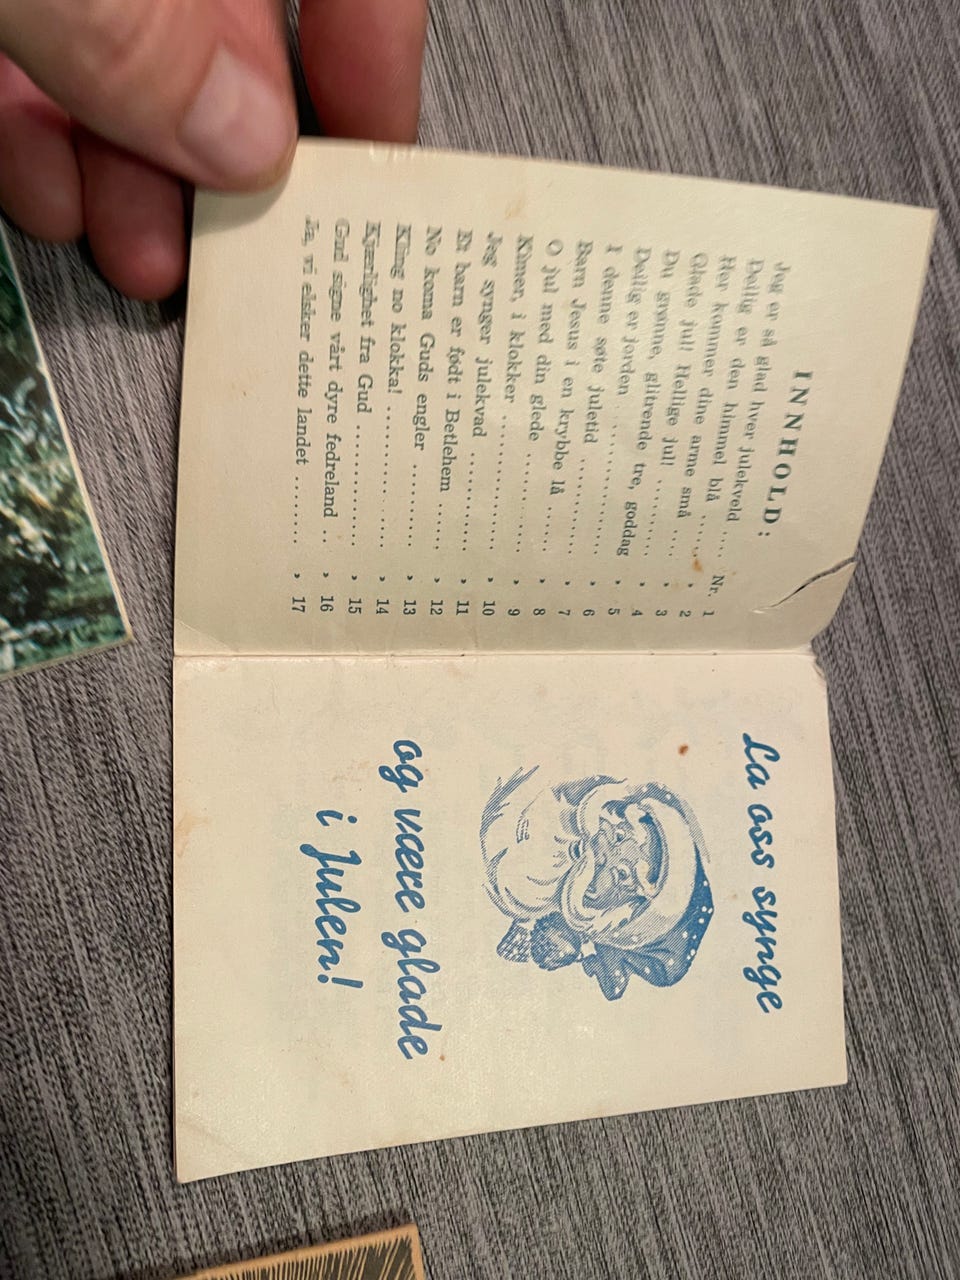 INNHOLD:
Jeg er så glad hver julekveld .... Nr. 1
Deilig er den himmel blå ..... » 2
Her kommer dine arme små .... » 3
Glade jul! Hellige jul! .......... » 4
Du grønne, glitrende tre, goddag » 5
Deilig er jorden ............... » 6
I denne søte juletid ............ » 7
Barn Jesus i en krybbe lå ...... » 8
O jul med din glede ............ » 9
Kimer, i klokker ............... » 10
Jeg synger julekvad ............ » 11
Et barn er født i Betlehem ...... » 12
No koma Guds engler .......... » 13
Kling no klokka! ............... » 14
Kjærlighet fra Gud ............. » 15
Gud signe vårt dyre fedreland .. » 16
Ja, vi elsker dette landet ........ » 17
La oss synge
og være glade
i julen!